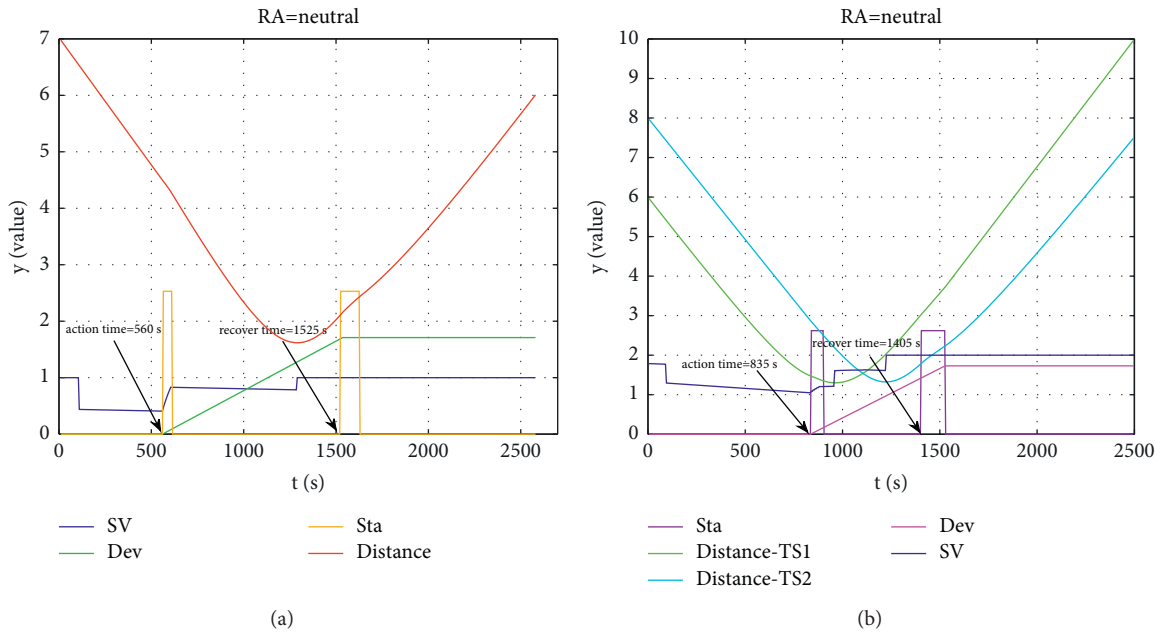 RA=neutral
7
6
5
4
3
2
1
0
y (value)
action time=560 s
recover time=1525 s
0 500 1000 1500 2000 2500
t (s)
SV
Dev
Sta
Distance
(a)
RA=neutral
10
9
8
7
6
5
4
3
2
1
0
y (value)
action time=835 s
recover time=1405 s
0 500 1000 1500 2000 2500
t (s)
Sta
Distance-TS1
Distance-TS2
Dev
SV
(b)